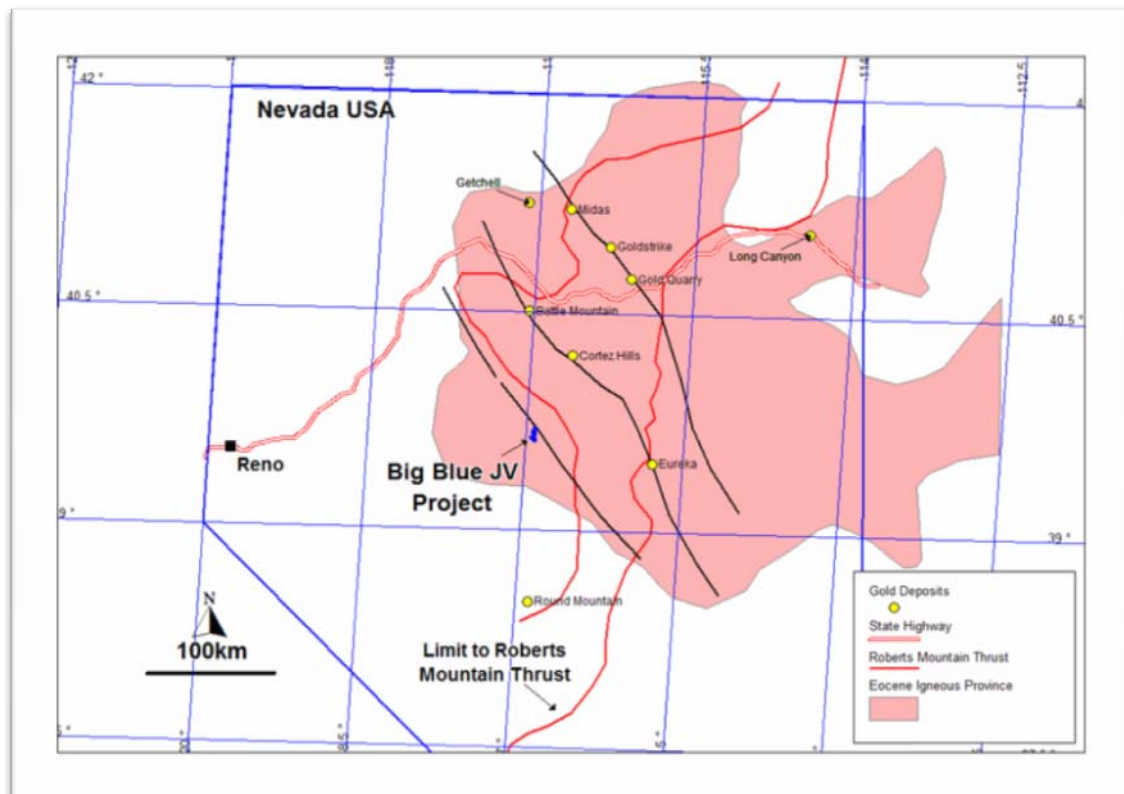 118
42 °
Nevada USA
Getchell
Midas
Goldstrike
Long Canyon
Gold Quarry
40.5 °
Battle Mountain
40.5 °
Cortez Hills
Reno
Big Blue JV
Project
Eureka
9 °
39 °
Round Mountain
N
100km
Limit to Roberts
Mountain Thrust
Gold Deposits
State Highway
Roberts Mountain Thrust
Eocene Igneous Province